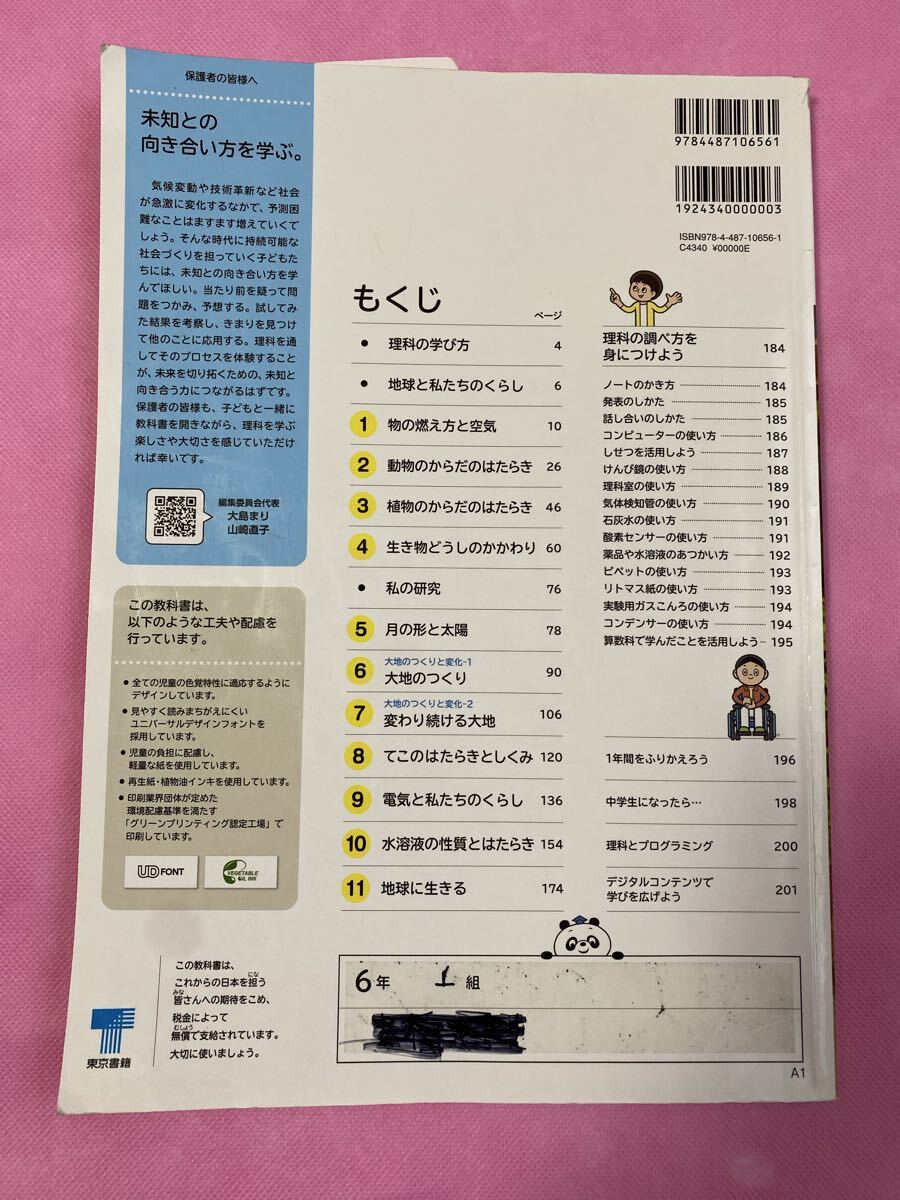 保護者の皆様へ
未知との
向き合い方を学ぶ。
気候変動や技術革新など社会
が急激に変化するなかで、予測困
難なことはますます増えていくで
しょう。そんな時代に持続可能な
社会づくりを担っていく子どもた
ちには、未知との向き合い方を学
んでほしい。当たり前を疑って問
題をつかみ、予想する。試してみ
た結果を考察し、きまりを見つけ
て他のことに応用する。理科を通
してそのプロセスを体験すること
が、未来を切り拓くための、未知と
向き合う力につながるはずです。
保護者の皆様も、子どもと一緒に
教科書を開きながら、理科を学ぶ
楽しさや大切さを感じていただけ
れば幸いです。
編集委員会代表
大島まり
山崎直子
この教科書は、
以下のような工夫や配慮を
行っています。
●全ての児童の色覚特性に適応するように
デザインしています。
●見やすく読みまちがえにくい
ユニバーサルデザインフォントを
採用しています。
●児童の負担に配慮し、
軽量な紙を使用しています。
●再生紙・植物油インキを使用しています。
●印刷業界団体が定めた
環境配慮基準を満たす
「グリーンプリンティング認定工場」で
印刷しています。
UD FONT
VEGETABLE
OIL INK
東京書籍
この教科書は、
これからの日本を担う
にな
皆さんへの期待をこめ、
みな
税金によって
無償で支給されています。
むしょう
大切に使いましょう。
もくじ
ページ
● 理科の学び方 4
● 地球と私たちのくらし 6
1 物の燃え方と空気 10
2 動物のからだのはたらき 26
3 植物のからだのはたらき 46
4 生き物どうしのかかわり 60
● 私の研究 76
5 月の形と太陽 78
大地のつくりと変化-1
6 大地のつくり 90
大地のつくりと変化-2
7 変わり続ける大地 106
8 てこのはたらきとしくみ 120
9 電気と私たちのくらし 136
10 水溶液の性質とはたらき 154
11 地球に生きる 174
9784487106561
1924340000003
ISBN978-4-487-10656-1
C4340 ¥00000E
理科の調べ方を
身につけよう 184
ノートのかき方 184
発表のしかた 185
話し合いのしかた 185
コンピューターの使い方 186
しせつを活用しよう 187
けんび鏡の使い方 188
理科室の使い方 189
気体検知管の使い方 190
石灰水の使い方 191
酸素センサーの使い方 191
薬品や水溶液のあつかい方 192
ピペットの使い方 193
リトマス紙の使い方 193
実験用ガスこんろの使い方 194
コンデンサーの使い方 194
算数科で学んだことを活用しよう 195
1年間をふりかえろう 196
中学生になったら… 198
理科とプログラミング 200
デジタルコンテンツで
学びを広げよう 201
6年 1 組
A1